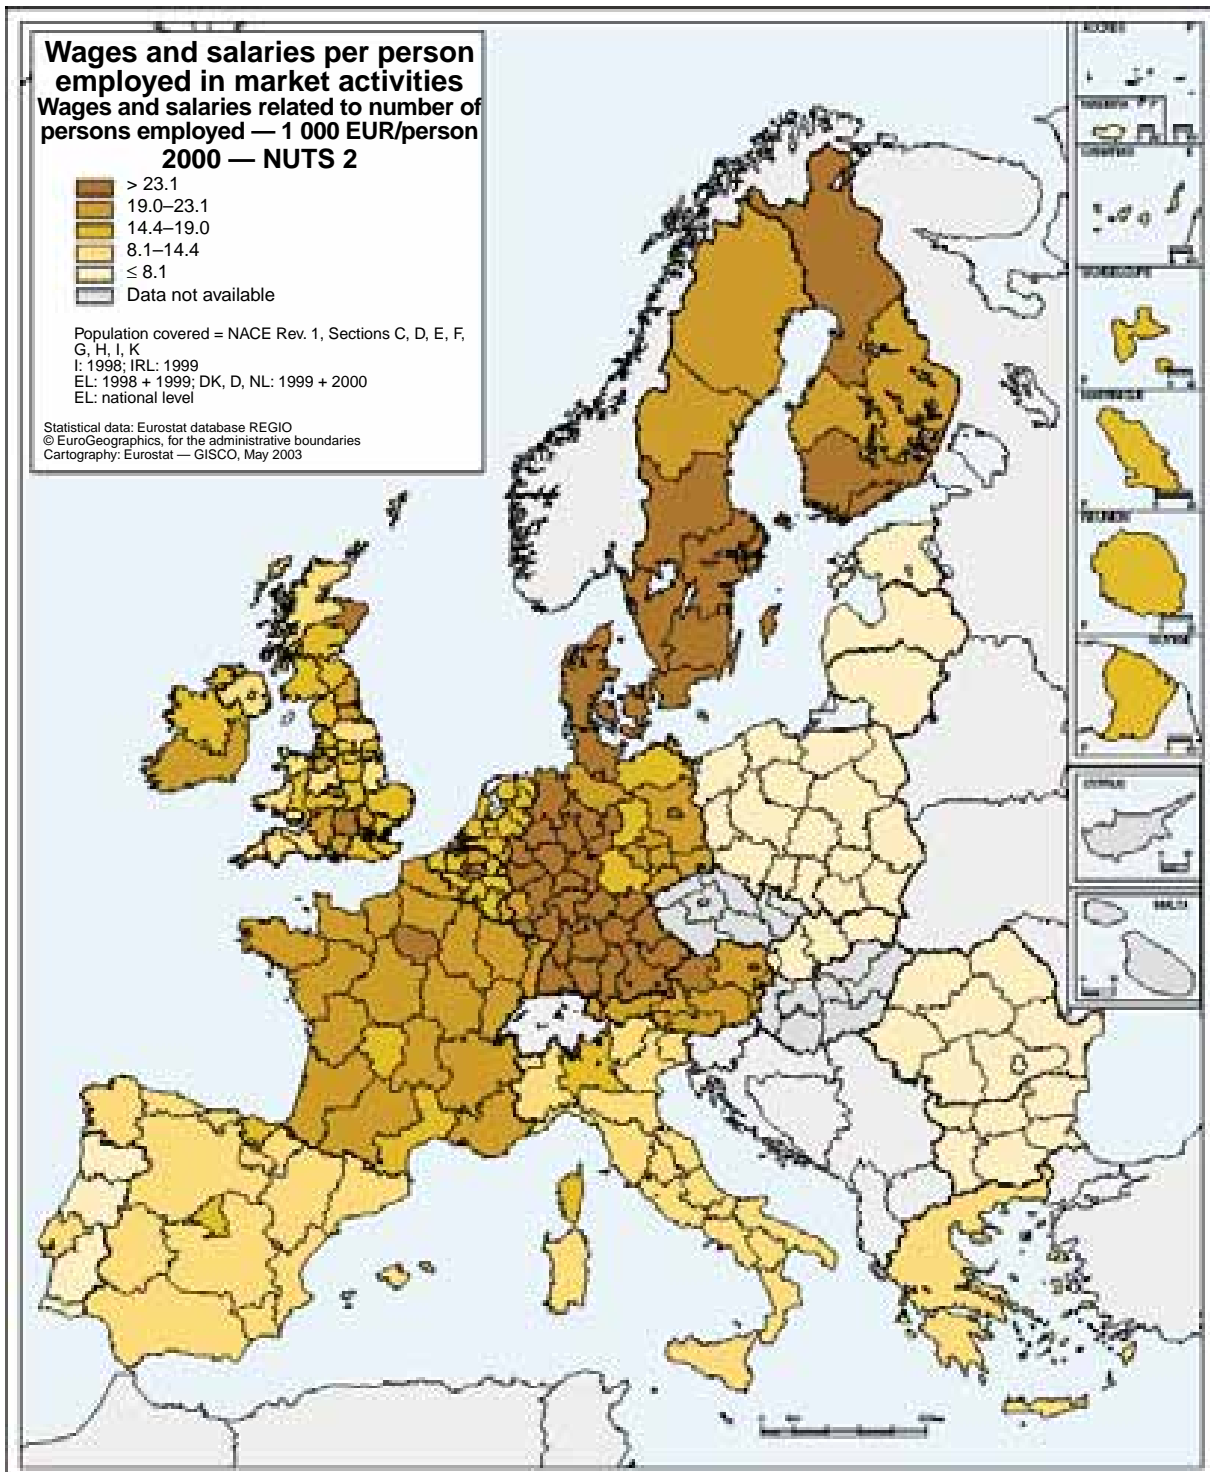 Wages and salaries per person
employed in market activities
Wages and salaries related to number of
persons employed — 1 000 EUR/person
2000 — NUTS 2
> 23.1
19.0–23.1
14.4–19.0
8.1–14.4
≤ 8.1
Data not available
Population covered = NACE Rev. 1, Sections C, D, E, F,
G, H, I, K
I: 1998; IRL: 1999
EL: 1998 + 1999; DK, D, NL: 1999 + 2000
EL: national level
Statistical data: Eurostat database REGIO
© EuroGeographics, for the administrative boundaries
Cartography: Eurostat — GISCO, May 2003